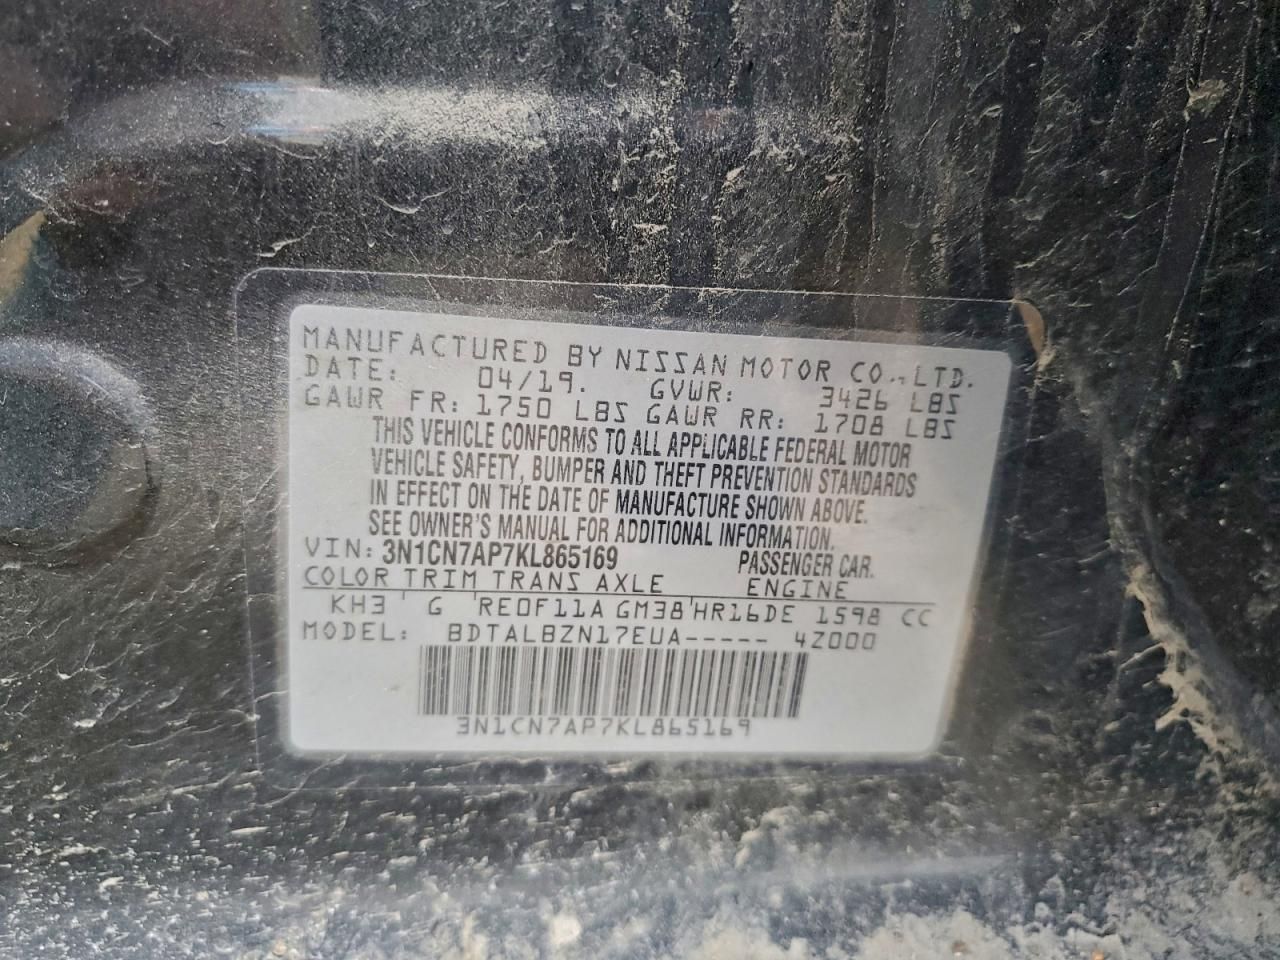 MANUFACTURED BY NISSAN MOTOR CO.,LTD.
DATE: 04/19. GVWR: 3426 LBS
GAWR FR: 1750 LBS GAWR RR: 1708 LBS
THIS VEHICLE CONFORMS TO ALL APPLICABLE FEDERAL MOTOR
VEHICLE SAFETY, BUMPER AND THEFT PREVENTION STANDARDS
IN EFFECT ON THE DATE OF MANUFACTURE SHOWN ABOVE.
SEE OWNER'S MANUAL FOR ADDITIONAL INFORMATION.
VIN: 3N1CN7AP7KL865169 PASSENGER CAR.
COLOR TRIM TRANS AXLE ENGINE
KH3 G RE0F11A GM38 HR16DE 1598 CC
MODEL: BDTALBZN17EUA----- 4Z000
3N1CN7AP7KL865169